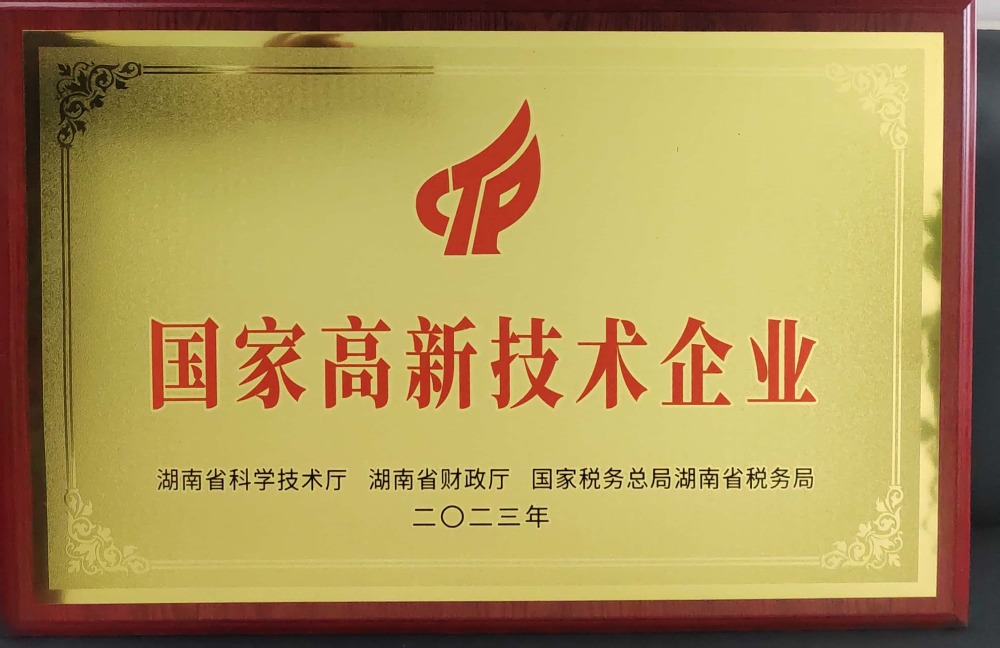 CTP
国家高新技术企业
湖南省科学技术厅 湖南省财政厅 国家税务总局湖南省税务局
二〇二三年